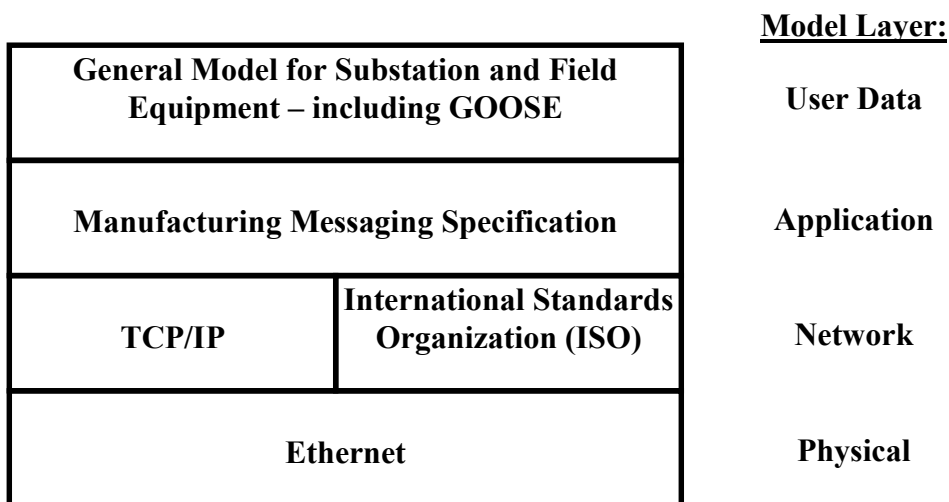 Model Layer:
General Model for Substation and Field
Equipment – including GOOSE
User Data
Manufacturing Messaging Specification
Application
TCP/IP
International Standards
Organization (ISO)
Network
Ethernet
Physical